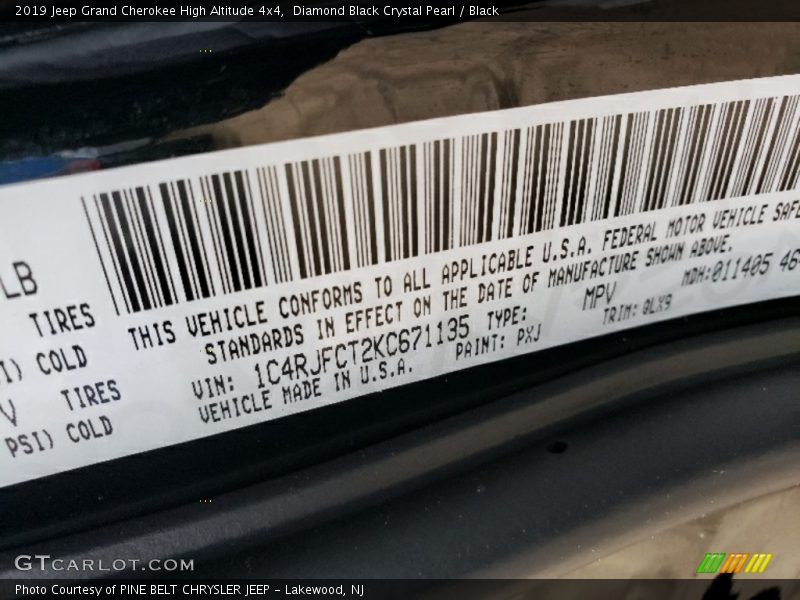 2019 Jeep Grand Cherokee High Altitude 4x4, Diamond Black Crystal Pearl / Black
LB
TIRES
COLD
TIRES
PSI) COLD
THIS VEHICLE CONFORMS TO ALL APPLICABLE U.S.A. FEDERAL MOTOR VEHICLE SAFE
STANDARDS IN EFFECT ON THE DATE OF MANUFACTURE SHOWN ABOVE.
VIN: 1C4RJFCT2KC671135 TYPE: MPV MDH:011405 46
VEHICLE MADE IN U.S.A. PAINT: PXJ TRIM: QLX9
GTCARLOT.COM
Photo Courtesy of PINE BELT CHRYSLER JEEP - Lakewood, NJ